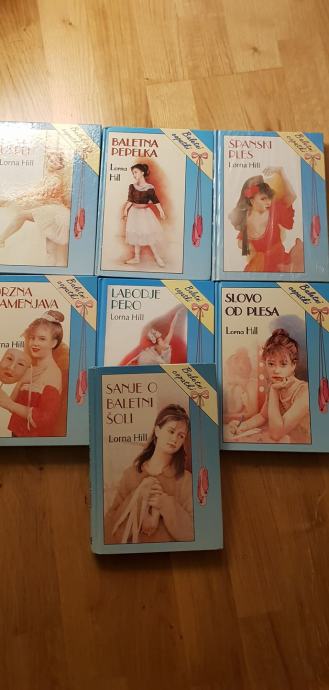 Lorna Hill
Baletni
copatki
BALETNA
PEPELKA
Lorna
Hill
Baletni
copatki
ŠPANSKI
PLES
Lorna Hill
Baletni
copatki
Lorna Hill
Baletni
copatki
LABODJE
PERO
Lorna Hill
Baletni
copatki
SLOVO
OD PLESA
Lorna Hill
Baletni
copatki
SANJE O
BALETNI
ŠOLI
Lorna Hill
Baletni
copatki